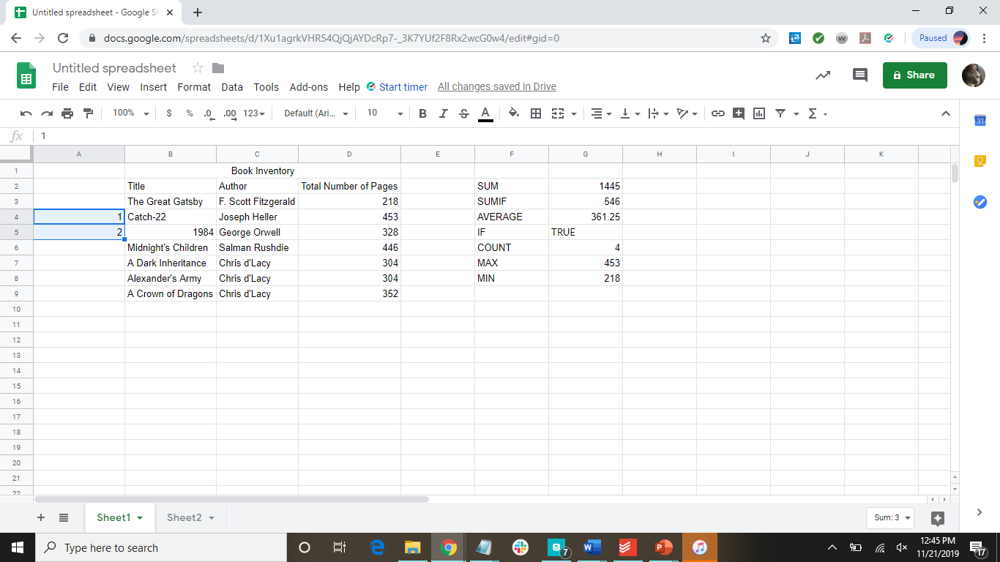 Untitled spreadsheet - Google Sh
docs.google.com/spreadsheets/d/1Xu1agrkVHR54QjQjAYDcRp7-_3K7YUf2F8Rx2wcG0w4/edit#gid=0
Paused
Untitled spreadsheet
Share
File Edit View Insert Format Data Tools Add-ons Help Start timer All changes saved in Drive
100% $ % .0 .00 123 Default (Ari... 10 B I S A
fx 1
A B C D E F G H I J K
1 Book Inventory
2 Title Author Total Number of Pages SUM 1445
3 The Great Gatsby F. Scott Fitzgerald 218 SUMIF 546
4 1 Catch-22 Joseph Heller 453 AVERAGE 361.25
5 2 1984 George Orwell 328 IF TRUE
6 Midnight's Children Salman Rushdie 446 COUNT 4
7 A Dark Inheritance Chris d'Lacy 304 MAX 453
8 Alexander's Army Chris d'Lacy 304 MIN 218
9 A Crown of Dragons Chris d'Lacy 352
10
11
12
13
14
15
16
17
18
19
20
21
22
Sheet1 Sheet2 Sum: 3
Type here to search
7
12:45 PM
11/21/2019
17
31